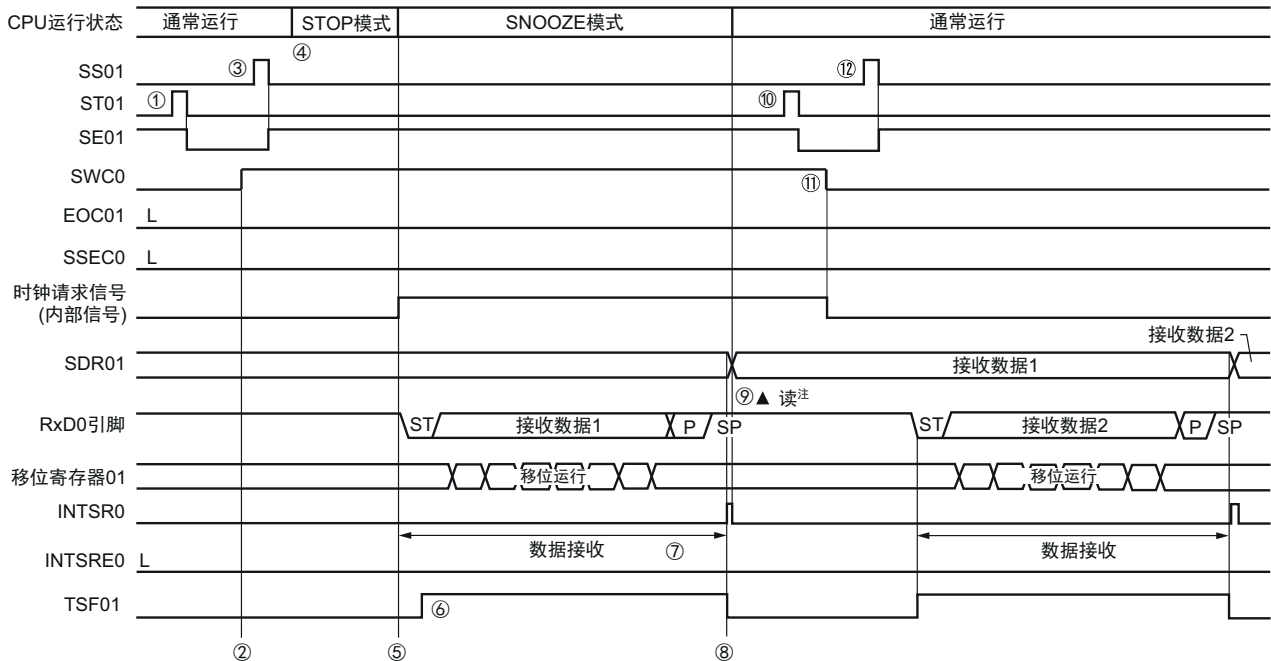 CPU运行状态 通常运行 STOP模式 SNOOZE模式 通常运行
④
SS01 ③ ⑫
ST01 ① ⑩
SE01
SWC0 ⑪
EOC01 L
SSEC0 L
时钟请求信号
(内部信号)
接收数据2
SDR01 接收数据1
⑨▲ 读注
RxD0引脚 ST 接收数据1 P SP ST 接收数据2 P SP
移位寄存器01 移位运行 移位运行
INTSR0
数据接收 ⑦ 数据接收
INTSRE0 L
TSF01 ⑥
② ⑤ ⑧